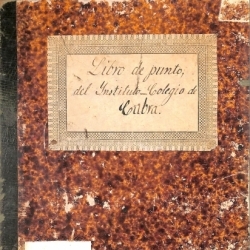 Libro de punto,
del Instituto-Colegio de
Cabra.